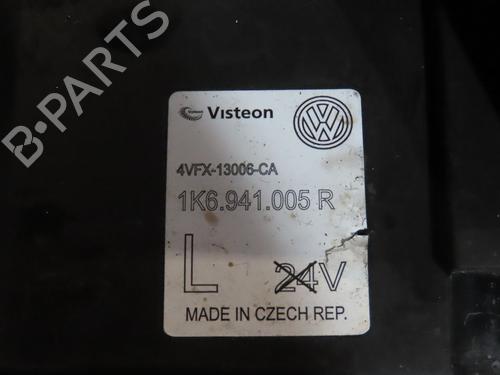 B-PARTS
Visteon
4VFX-13006-CA
1K6.941.005 R
L 24V
MADE IN CZECH REP.